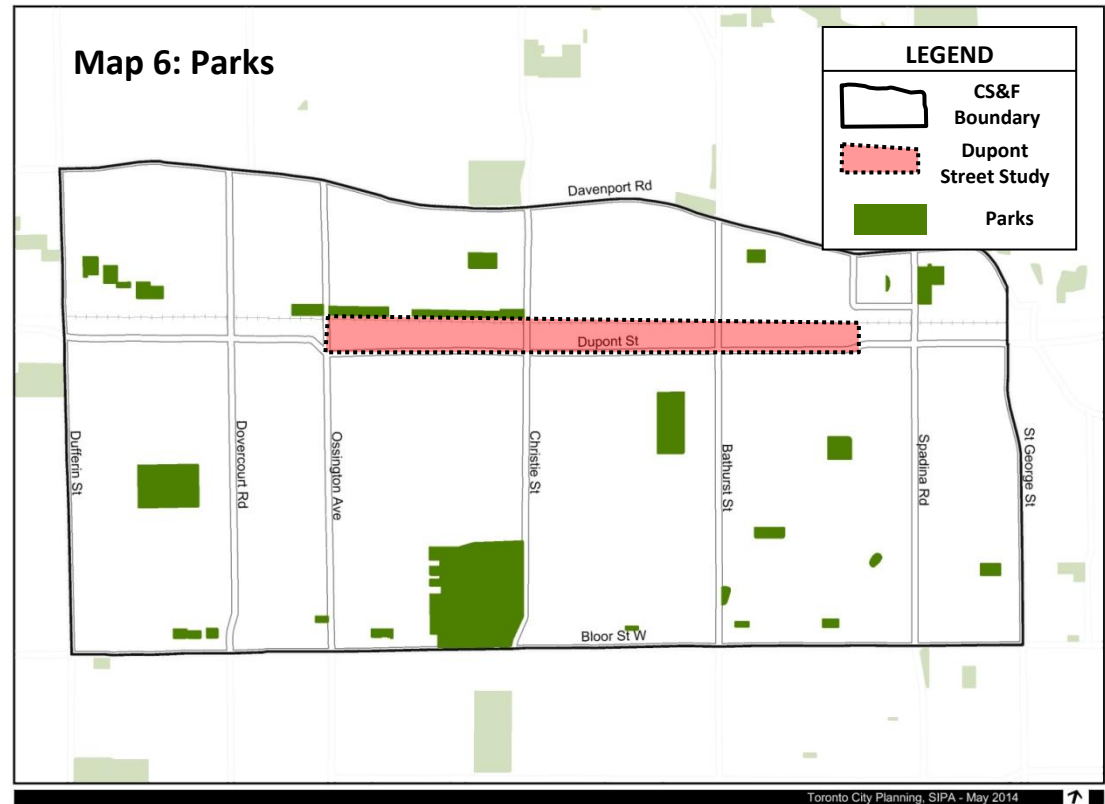 Map 6: Parks
LEGEND
CS&F
Boundary
Dupont
Street Study
Parks
Davenport Rd
Dupont St
Dufferin St
Dovercourt Rd
Ossington Ave
Christie St
Bathurst St
Spadina Rd
St George St
Bloor St W
Toronto City Planning, SIPA - May 2014